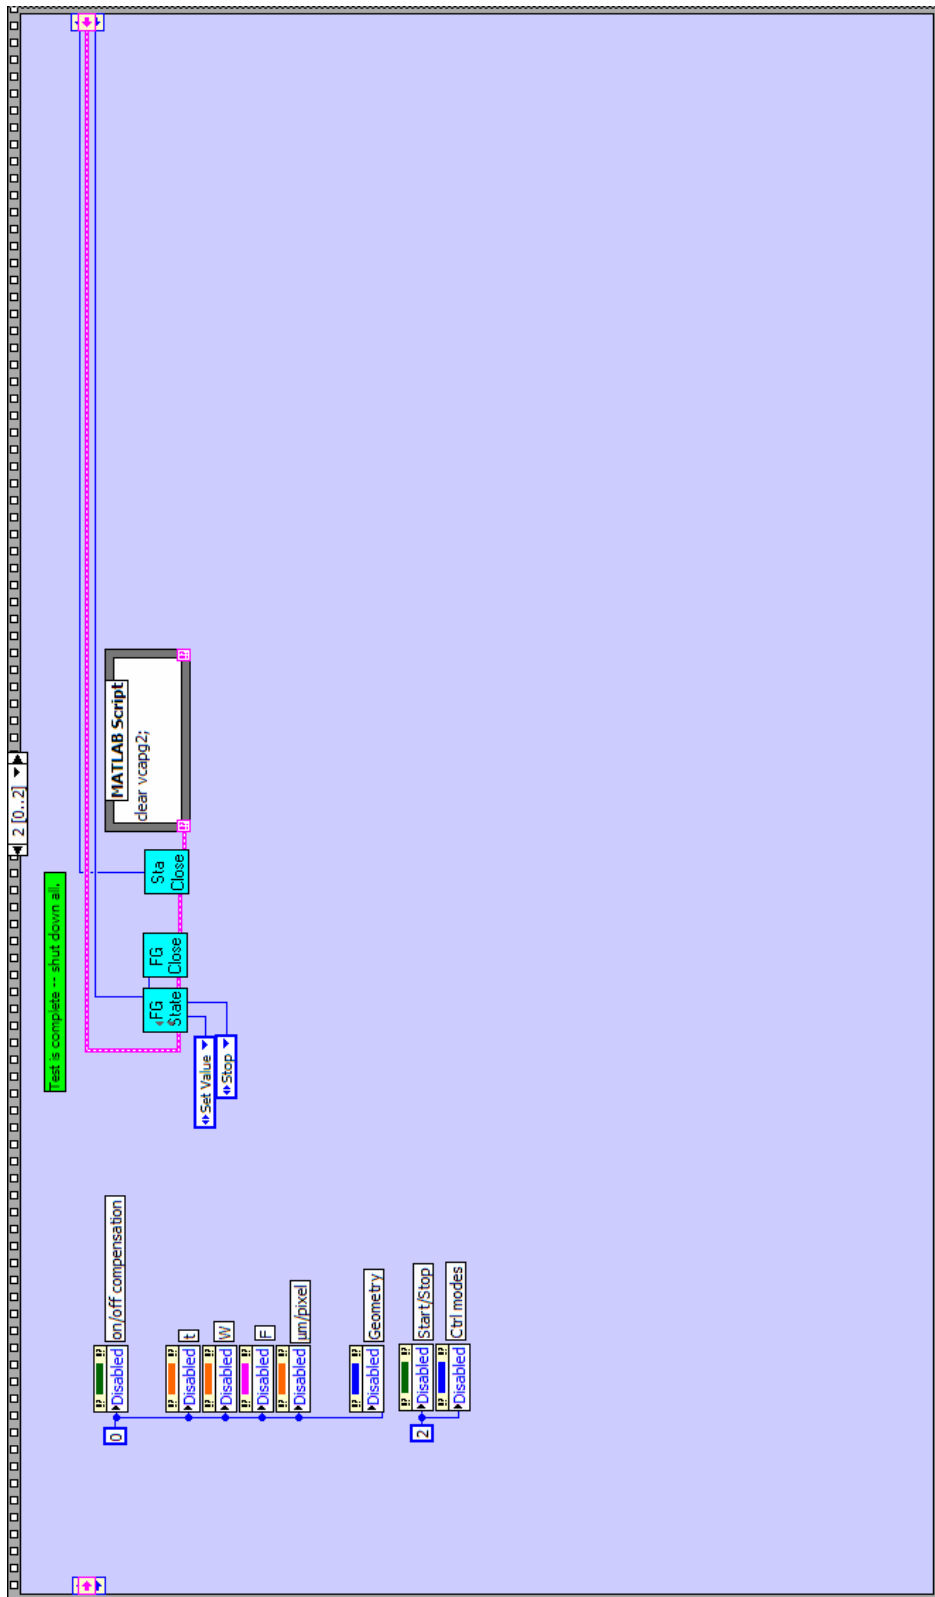 2 [0..2]
Test is complete -- shut down all.
0
Disabled
on/off compensation
Disabled
t
Disabled
W
Disabled
F
Disabled
um/pixel
Disabled
Geometry
2
Disabled
Start/Stop
Disabled
Ctrl modes
Set Value
Stop
FG
State
FG
Close
Sta
Close
MATLAB Script
clear vcapg2;